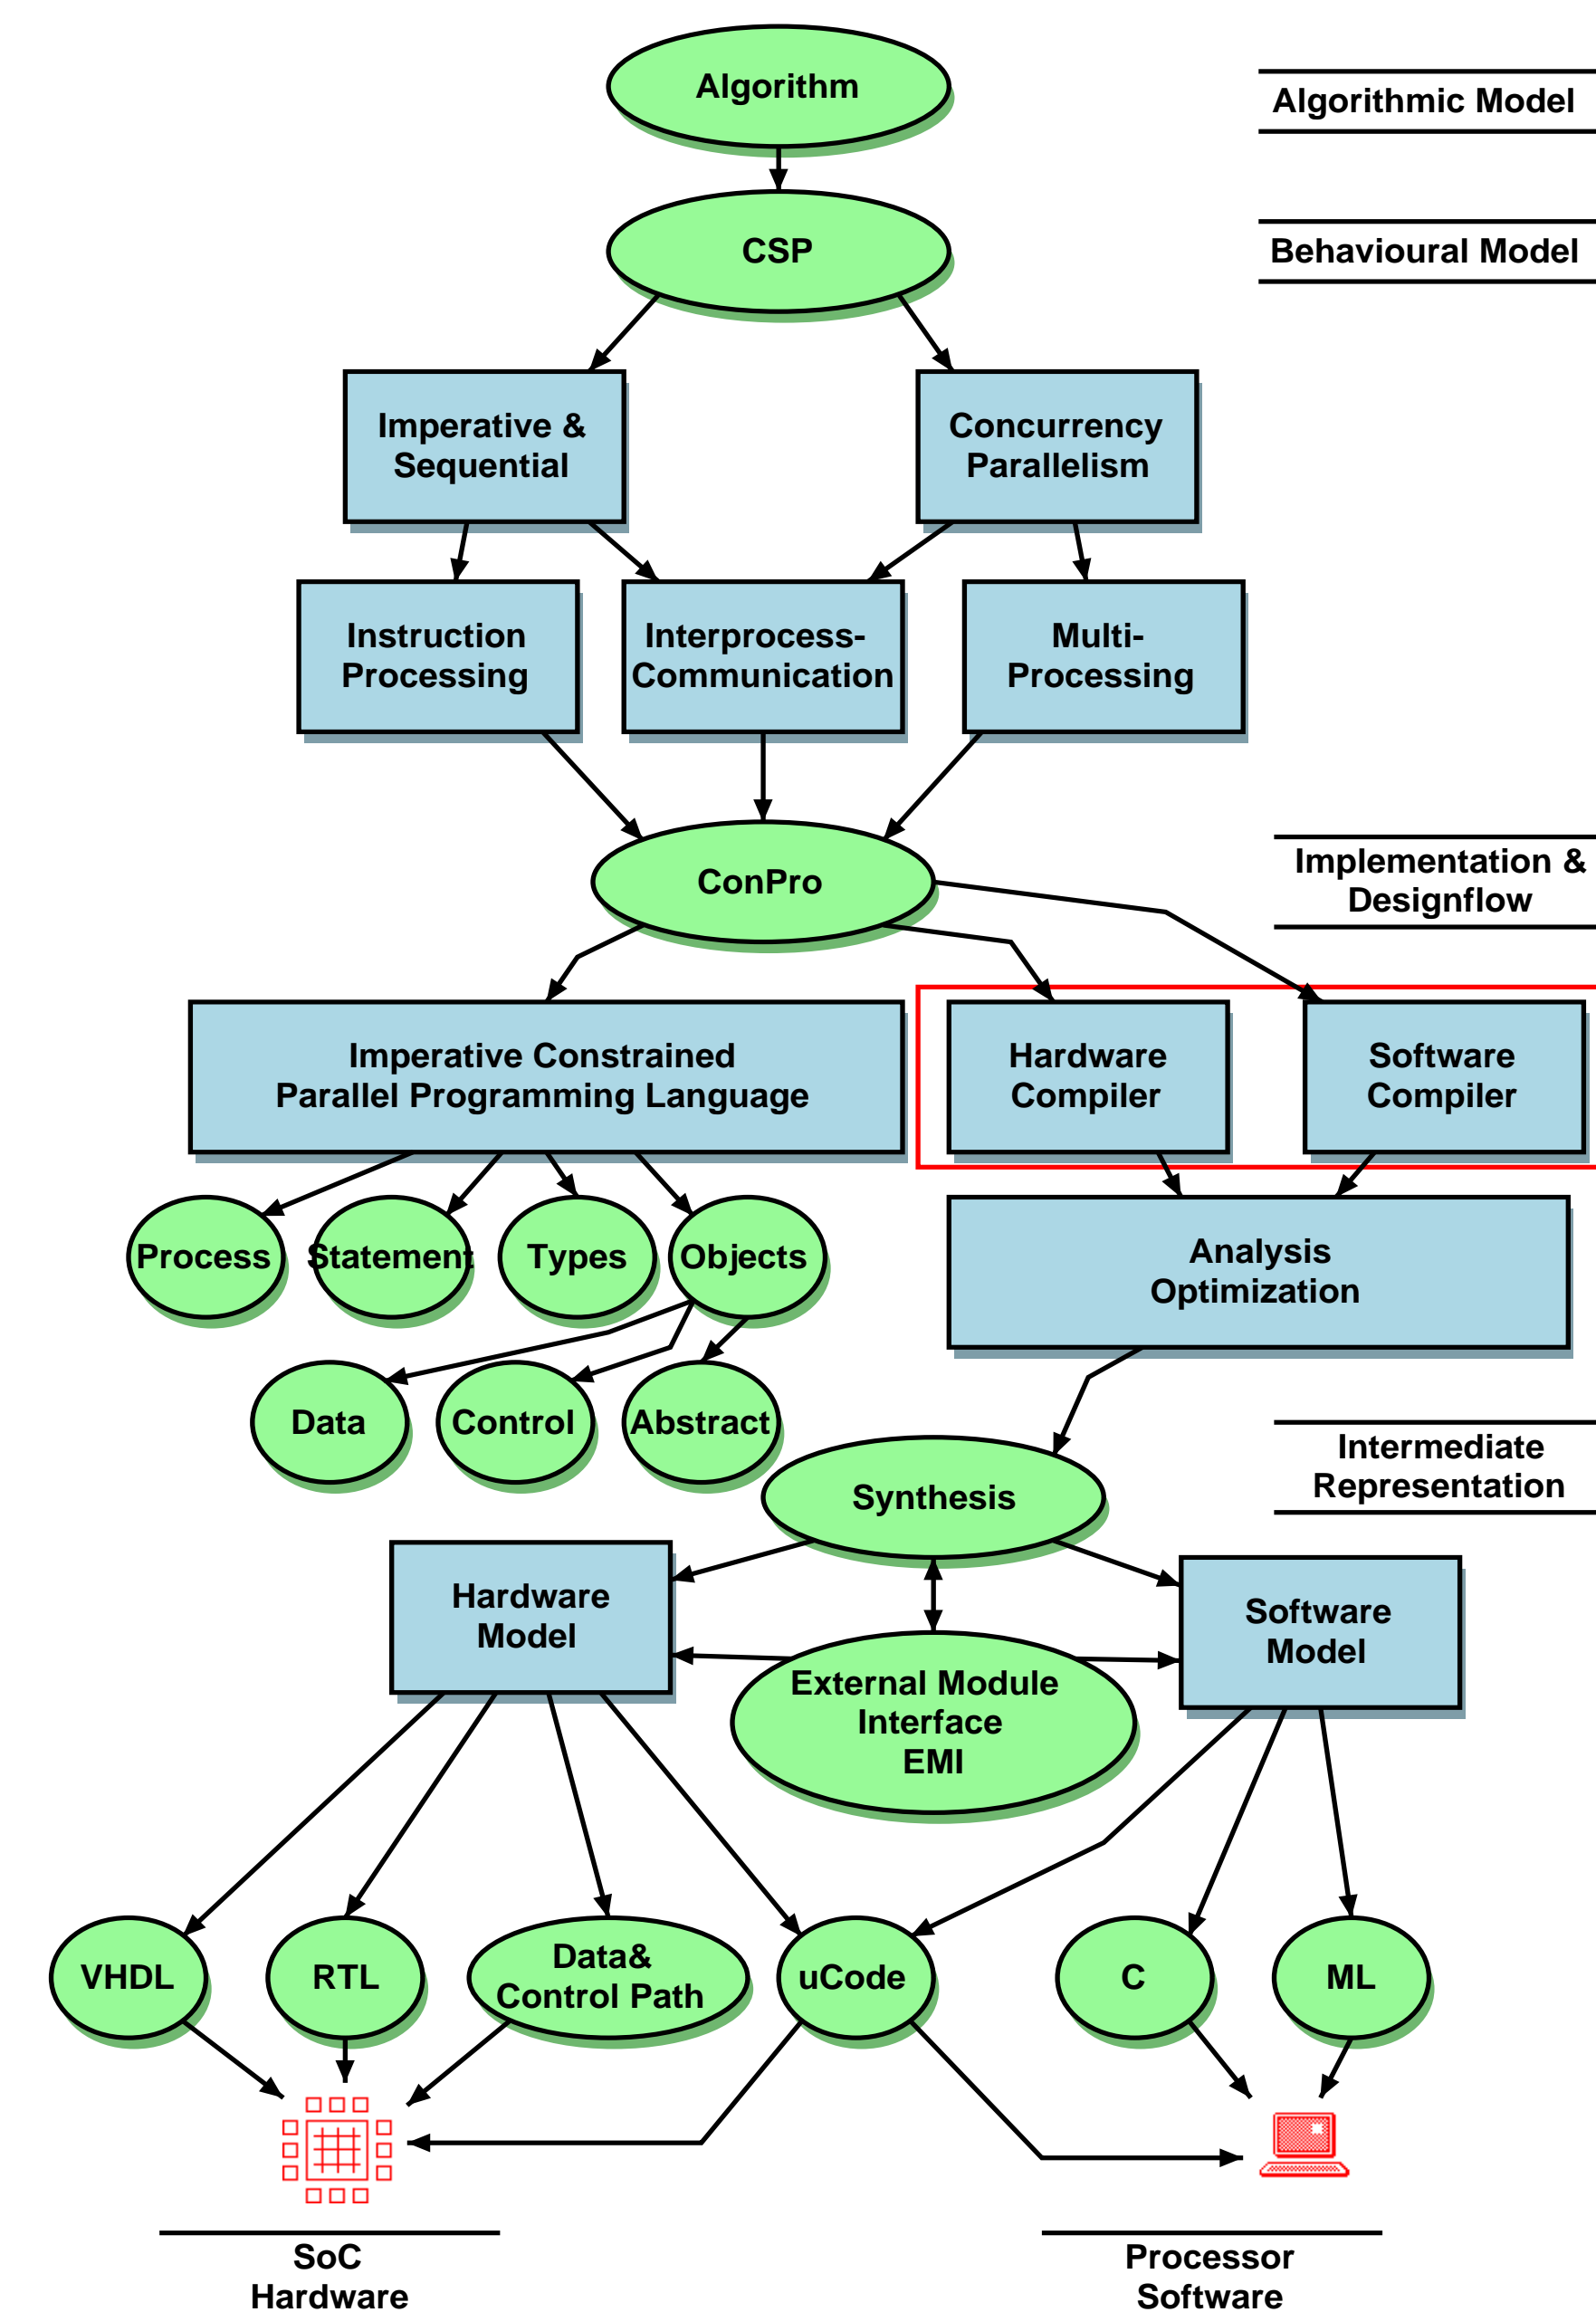 Algorithm
Algorithmic Model
CSP
Behavioural Model
Imperative &
Sequential
Concurrency
Parallelism
Instruction
Processing
Interprocess-
Communication
Multi-
Processing
ConPro
Implementation &
Designflow
Imperative Constrained
Parallel Programming Language
Hardware
Compiler
Software
Compiler
Process
Statement
Types
Objects
Analysis
Optimization
Data
Control
Abstract
Intermediate
Representation
Synthesis
Hardware
Model
Software
Model
External Module
Interface
EMI
VHDL
RTL
Data&
Control Path
uCode
C
ML
SoC
Hardware
Processor
Software